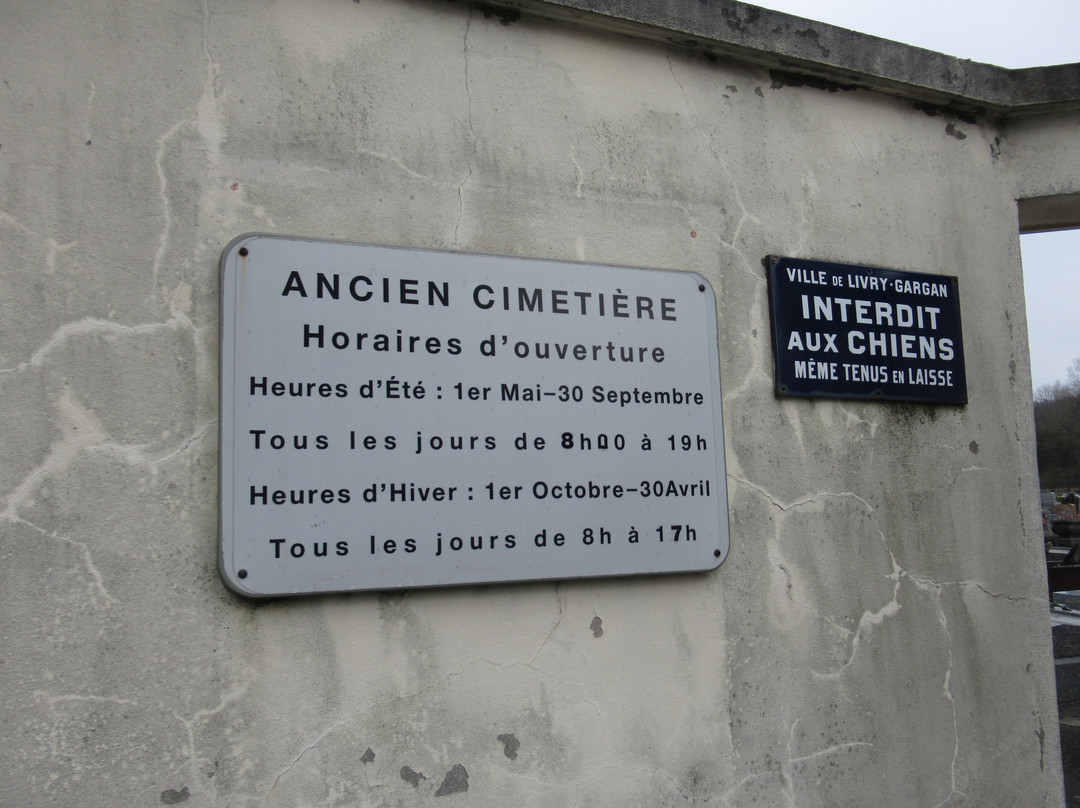 ANCIEN CIMETIÈRE
Horaires d'ouverture
Heures d'Été : 1er Mai–30 Septembre
Tous les jours de 8h00 à 19h
Heures d'Hiver : 1er Octobre–30Avril
Tous les jours de 8h à 17h
VILLE DE LIVRY·GARGAN
INTERDIT
AUX CHIENS
MÊME TENUS EN LAISSE